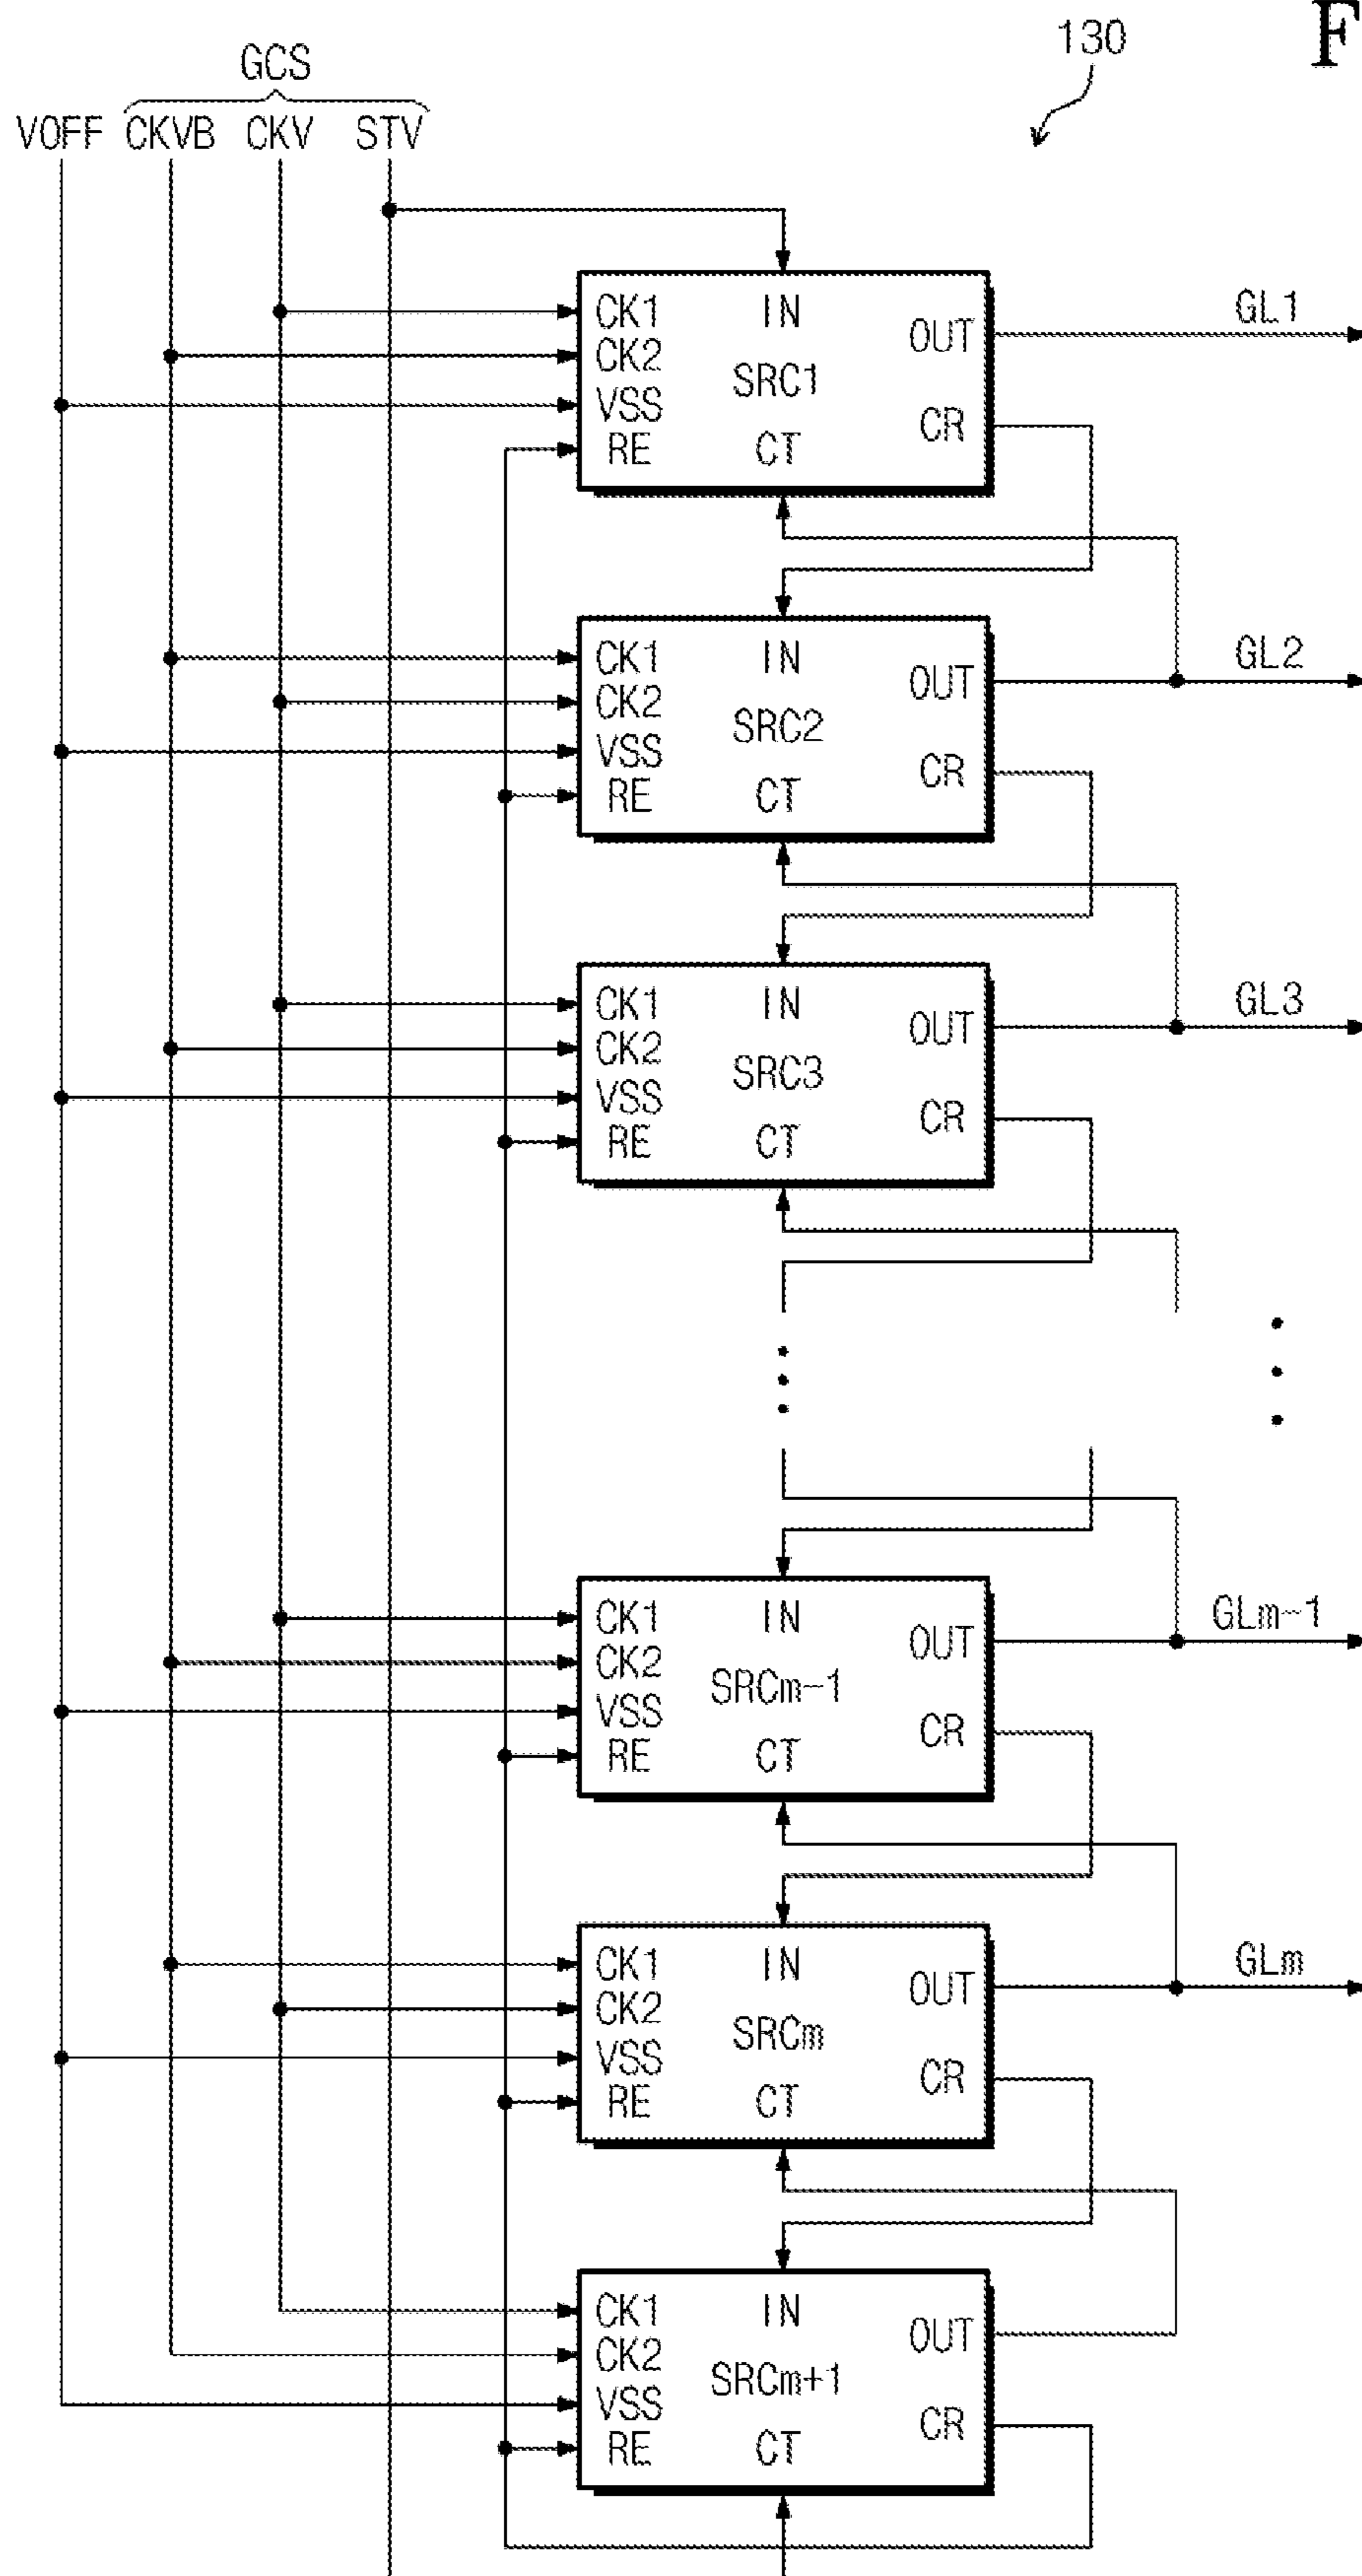 F
130
GCS
VOFF CKVB CKV STV
CK1 IN OUT GL1
CK2 SRC1
VSS CR
RE CT
CK1 IN OUT GL2
CK2 SRC2
VSS CR
RE CT
CK1 IN OUT GL3
CK2 SRC3
VSS CR
RE CT
CK1 IN OUT GLm-1
CK2 SRCm-1
VSS CR
RE CT
CK1 IN OUT GLm
CK2 SRCm
VSS CR
RE CT
CK1 IN OUT
CK2 SRCm+1
VSS CR
RE CT